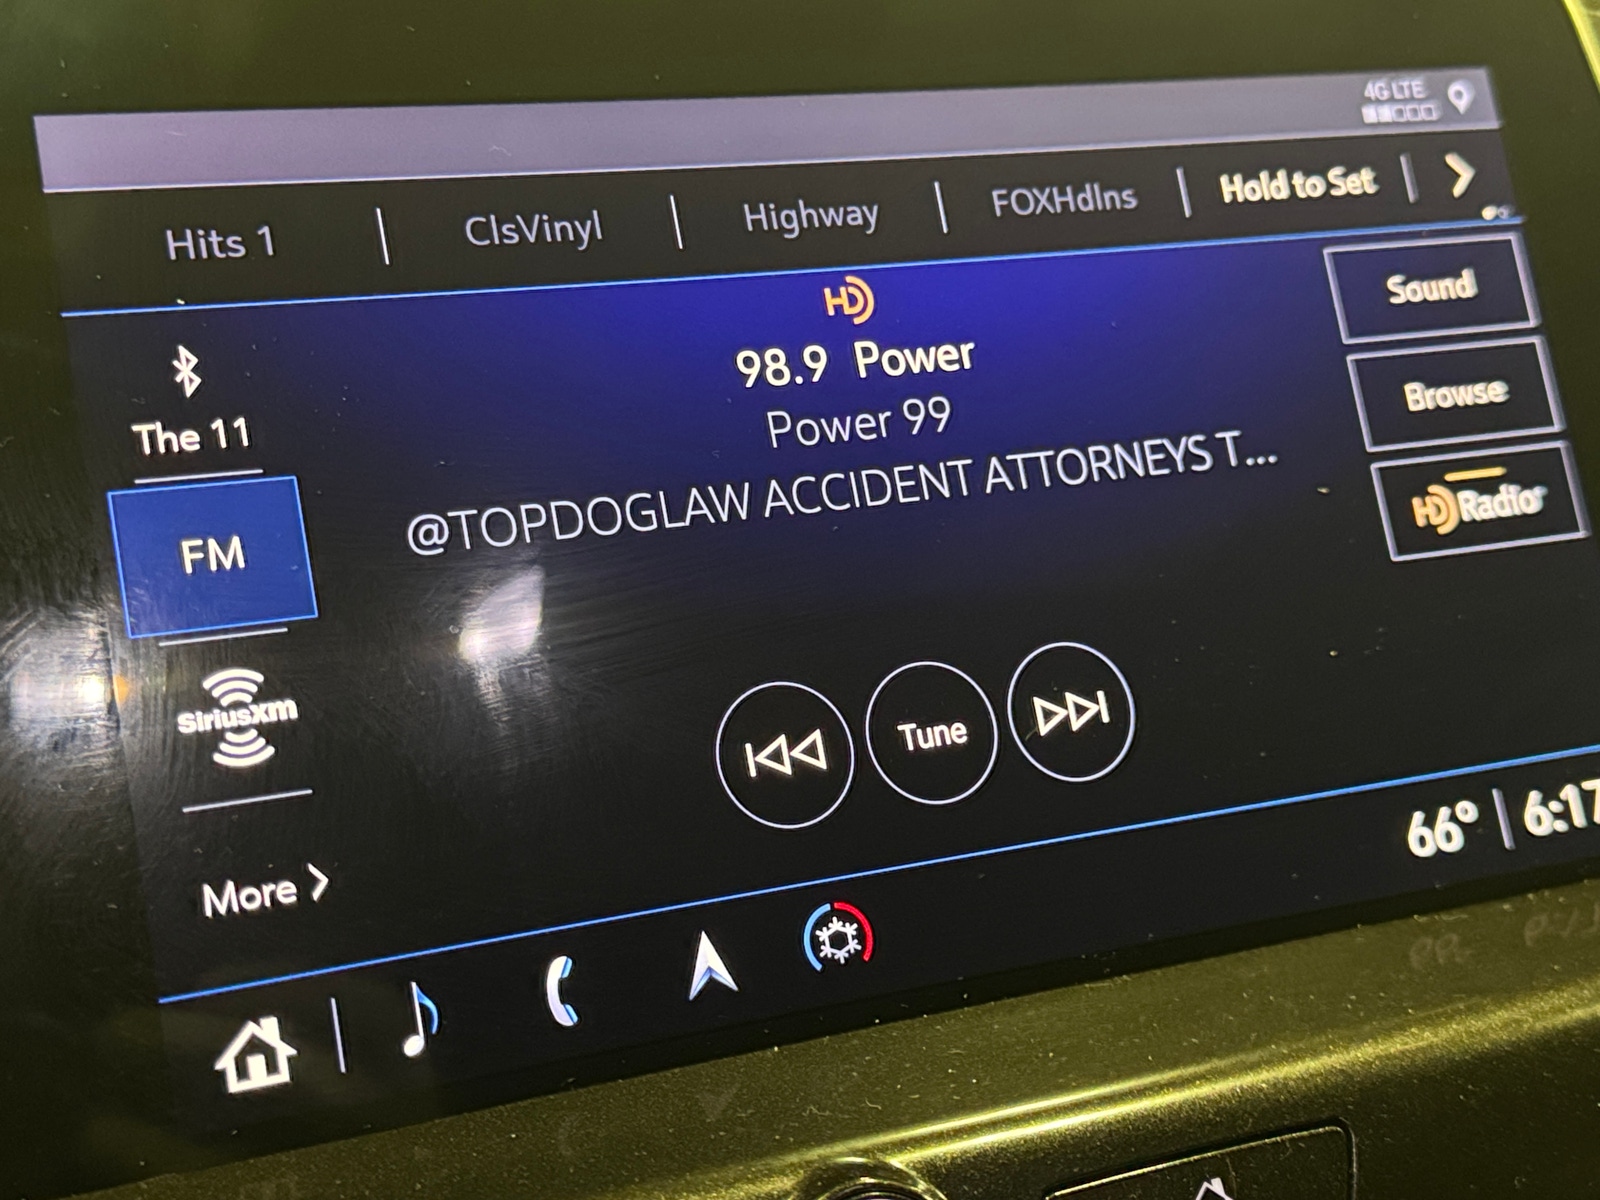 4G LTE
Hits 1
ClsVinyl
Highway
FOXHdlns
Hold to Set
HD
98.9 Power
Power 99
@TOPDOGLAW ACCIDENT ATTORNEYS T...
The 11
FM
SiriusXm
More
Sound
Browse
HD Radio
Tune
66° | 6:17